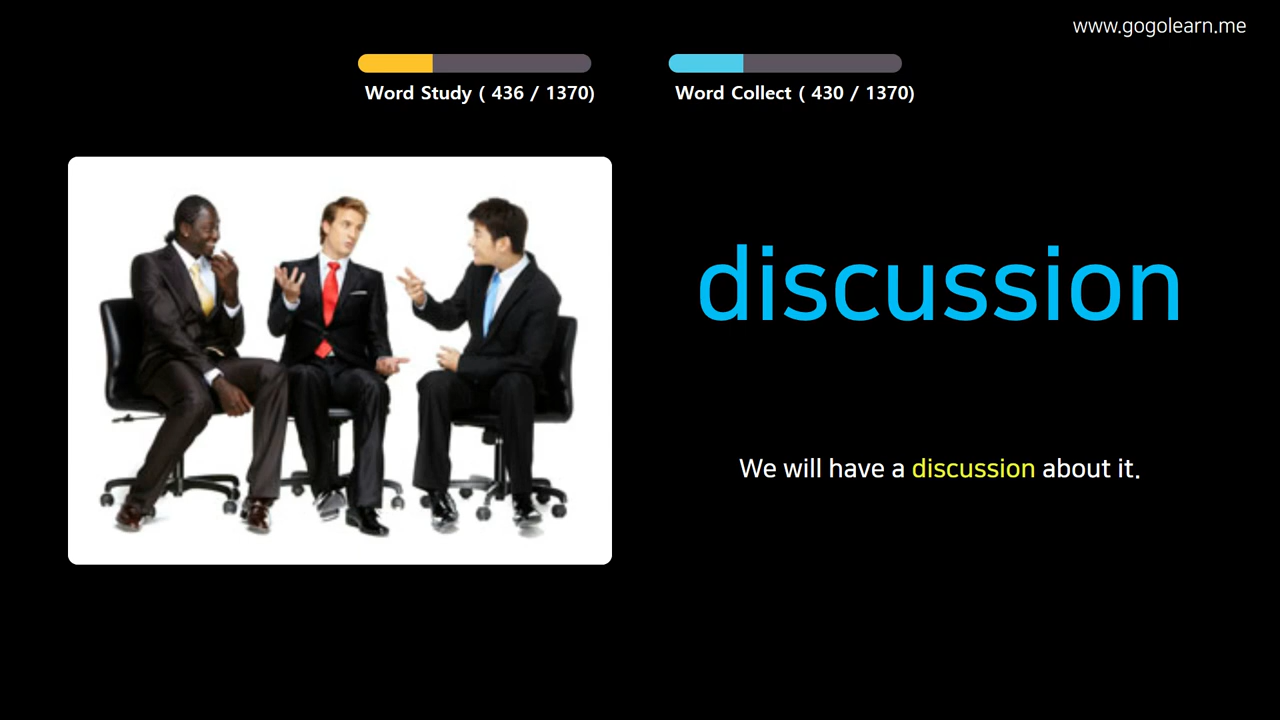 www.gogolearn.me
Word Study ( 436 / 1370)
Word Collect ( 430 / 1370)
discussion
We will have a discussion about it.